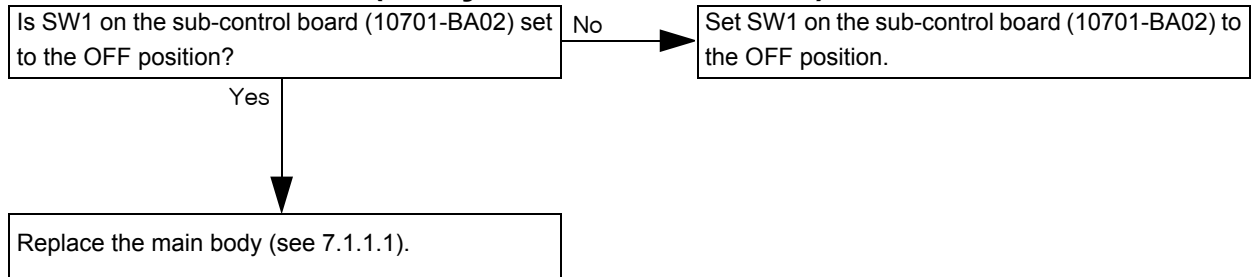 Is SW1 on the sub-control board (10701-BA02) set
to the OFF position?
No
Set SW1 on the sub-control board (10701-BA02) to
the OFF position.
Yes
Replace the main body (see 7.1.1.1).